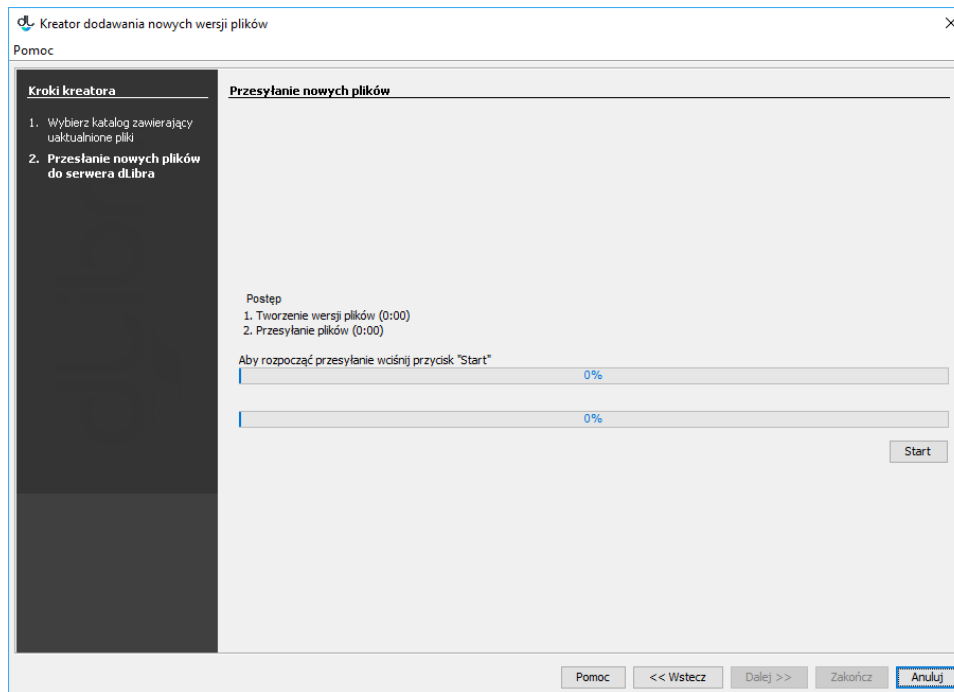 Kreator dodawania nowych wersji plików
Pomoc
Kroki kreatora
1. Wybierz katalog zawierający
uaktualnione pliki
2. Przesłanie nowych plików
do serwera dLibra
Przesyłanie nowych plików
Postęp
1. Tworzenie wersji plików (0:00)
2. Przesyłanie plików (0:00)
Aby rozpocząć przesyłanie wciśnij przycisk "Start"
0%
0%
Start
Pomoc
<< Wstecz
Dalej >>
Zakończ
Anuluj